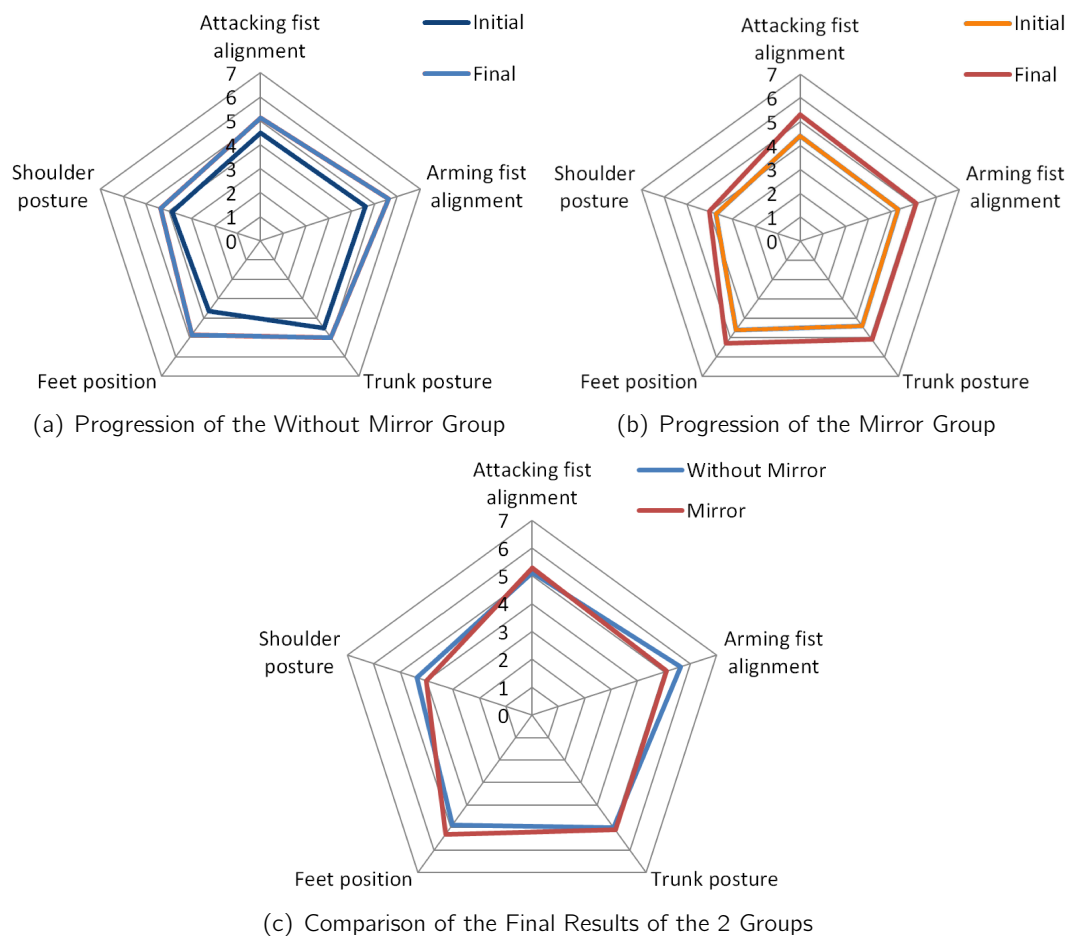 Attacking fist
alignment
Initial
Final
7
6
5
4
3
2
1
0
Shoulder
posture
Arming fist
alignment
Feet position
Trunk posture
(a) Progression of the Without Mirror Group
Attacking fist
alignment
Initial
Final
7
6
5
4
3
2
1
0
Shoulder
posture
Arming fist
alignment
Feet position
Trunk posture
(b) Progression of the Mirror Group
Attacking fist
alignment
Without Mirror
Mirror
7
6
5
4
3
2
1
0
Shoulder
posture
Arming fist
alignment
Feet position
Trunk posture
(c) Comparison of the Final Results of the 2 Groups